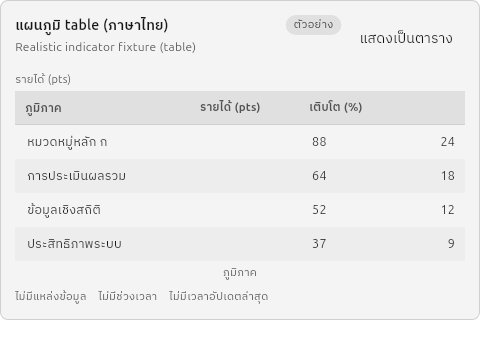 แผนภูมิ table (ภาษาไทย)
ตัวอย่าง
แสดงเป็นตาราง
Realistic indicator fixture (table)
รายได้ (pts)
ภูมิภาค รายได้ (pts) เติบโต (%)
หมวดหมู่หลัก ก 88 24
การประเมินผลรวม 64 18
ข้อมูลเชิงสถิติ 52 12
ประสิทธิภาพระบบ 37 9
ภูมิภาค
ไม่มีแหล่งข้อมูล ไม่มีช่วงเวลา ไม่มีเวลาอัปเดตล่าสุด